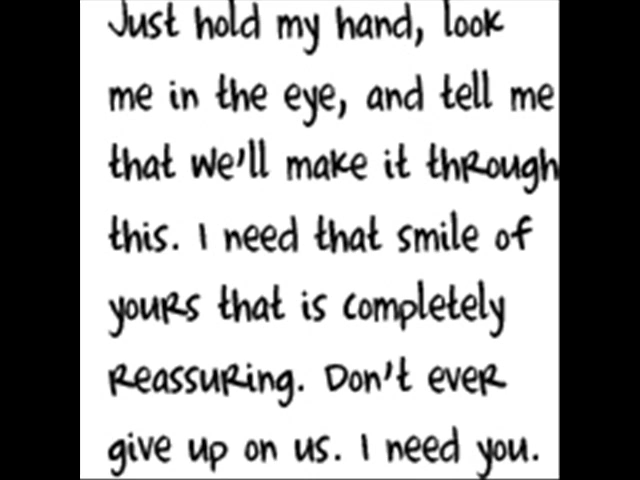 Just hold my hand, look
me in the eye, and tell me
that we'll make it through
this. I need that smile of
yours that is completely
reassuring. Don't ever
give up on us. I need you.